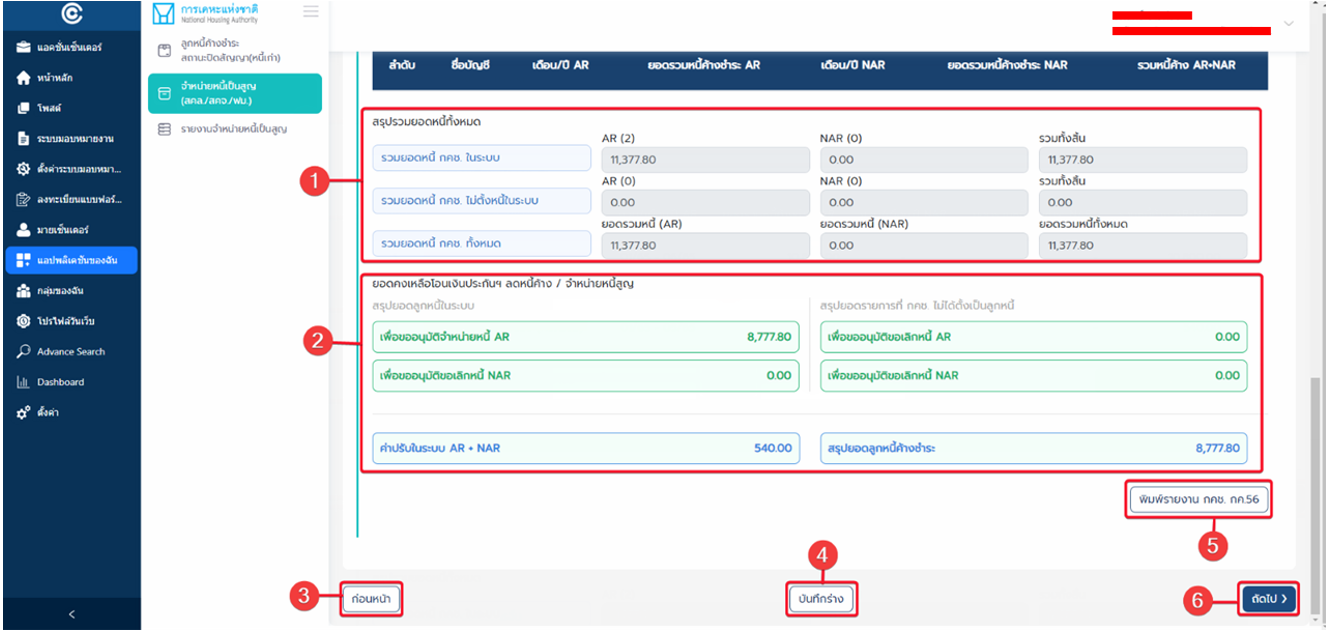 การเคหะแห่งชาติ
National Housing Authority
แอคชั่นเซ็นเตอร์
หน้าหลัก
โพสต์
ระบบมอบหมายงาน
ตั้งค่าระบบมอบหมา...
ลงทะเบียนแบบฟอร์...
มายเซ็นเตอร์
แอปพลิเคชันของฉัน
กลุ่มของฉัน
โปรไฟล์วันเว็บ
Advance Search
Dashboard
ตั้งค่า
<
ลูกหนี้ค้างชำระ
สถานะปิดสัญญา(หนี้เก่า)
จำหน่ายหนี้เป็นสูญ
(สคล./สคจ./ฟน.)
รายงานจำหน่ายหนี้เป็นสูญ
ลำดับ ชื่อบัญชี เดือน/ปี AR ยอดรวมหนี้ค้างชำระ AR เดือน/ปี NAR ยอดรวมหนี้ค้างชำระ NAR รวมหนี้ค้าง AR+NAR
สรุปรวมยอดหนี้ทั้งหมด
AR (2) NAR (0) รวมทั้งสิ้น
1 รวมยอดหนี้ กคช. ในระบบ 11,377.80 0.00 11,377.80
AR (0) NAR (0) รวมทั้งสิ้น
รวมยอดหนี้ กคช. ไม่ตั้งหนี้ในระบบ 0.00 0.00 0.00
ยอดรวมหนี้ (AR) ยอดรวมหนี้ (NAR) ยอดรวมหนี้ทั้งหมด
รวมยอดหนี้ กคช. ทั้งหมด 11,377.80 0.00 11,377.80
ยอดคงเหลือโอนเงินประกันฯ ลดหนี้ค้าง / จำหน่ายหนี้สูญ
สรุปยอดลูกหนี้ในระบบ สรุปยอดรายการที่ กคช. ไม่ได้ตั้งเป็นลูกหนี้
2 เพื่อขออนุมัติจำหน่ายหนี้ AR 8,777.80 เพื่อขออนุมัติขอเลิกหนี้ AR 0.00
เพื่อขออนุมัติขอเลิกหนี้ NAR 0.00 เพื่อขออนุมัติขอเลิกหนี้ NAR 0.00
ค่าปรับในระบบ AR + NAR 540.00 สรุปยอดลูกหนี้ค้างชำระ 8,777.80
พิมพ์รายงาน กคช. กค.56
5
4
3 ก่อนหน้า บันทึกร่าง 6 ถัดไป >